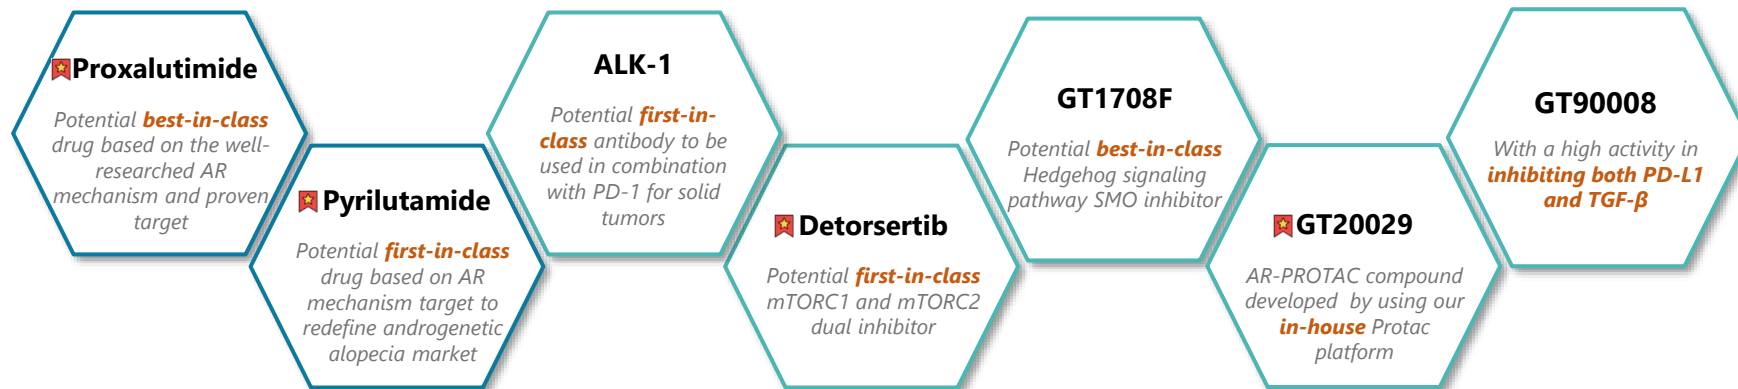 Proxalutimide
Potential best-in-class
drug based on the well-
researched AR
mechanism and proven
target
Pyrilutamide
Potential first-in-class
drug based on AR
mechanism target to
redefine androgenetic
alopecia market
ALK-1
Potential first-in-
class antibody to be
used in combination
with PD-1 for solid
tumors
Detorsertib
Potential first-in-class
mTORC1 and mTORC2
dual inhibitor
GT1708F
Potential best-in-class
Hedgehog signaling
pathway SMO inhibitor
GT20029
AR-PROTAC compound
developed by using our
in-house Protac
platform
GT90008
With a high activity in
inhibiting both PD-L1
and TGF-β